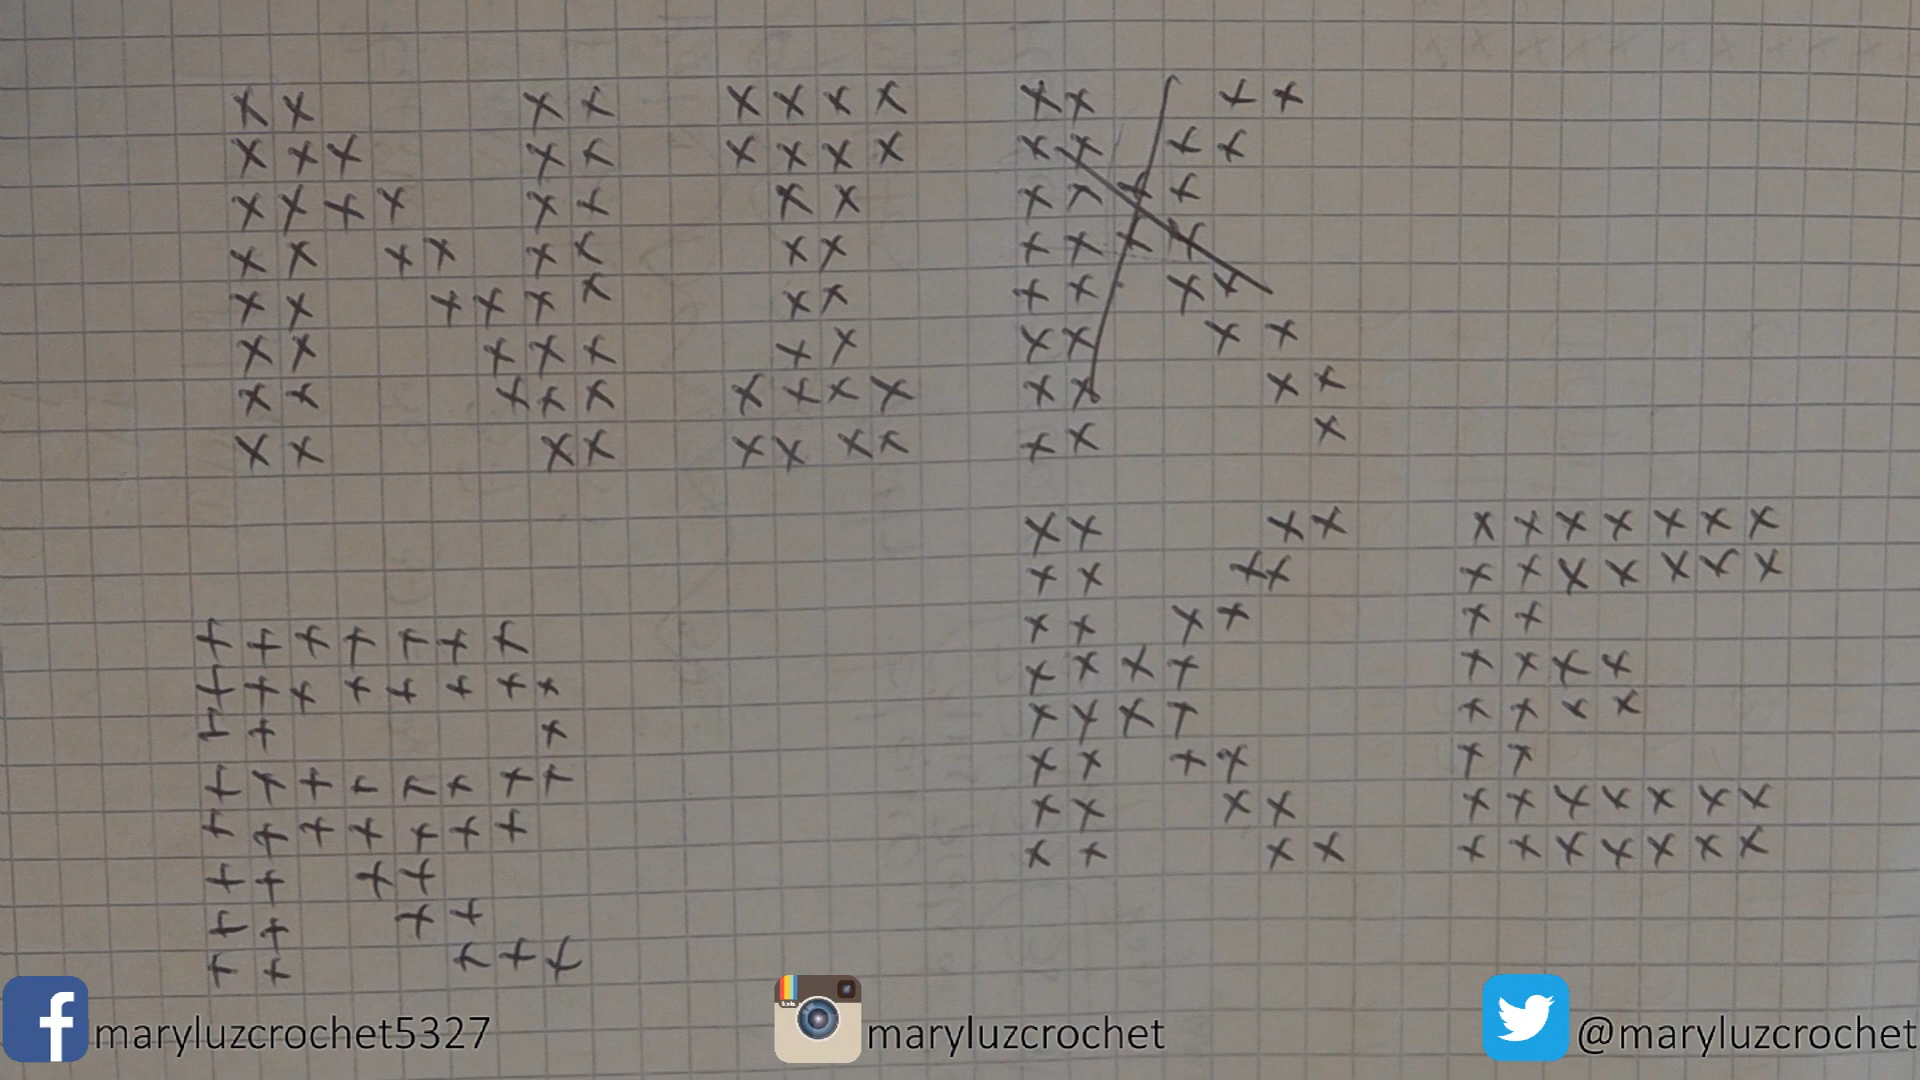 N I K
K E
R
maryluzcrochet5327
maryluzcrochet
@maryluzcrochet